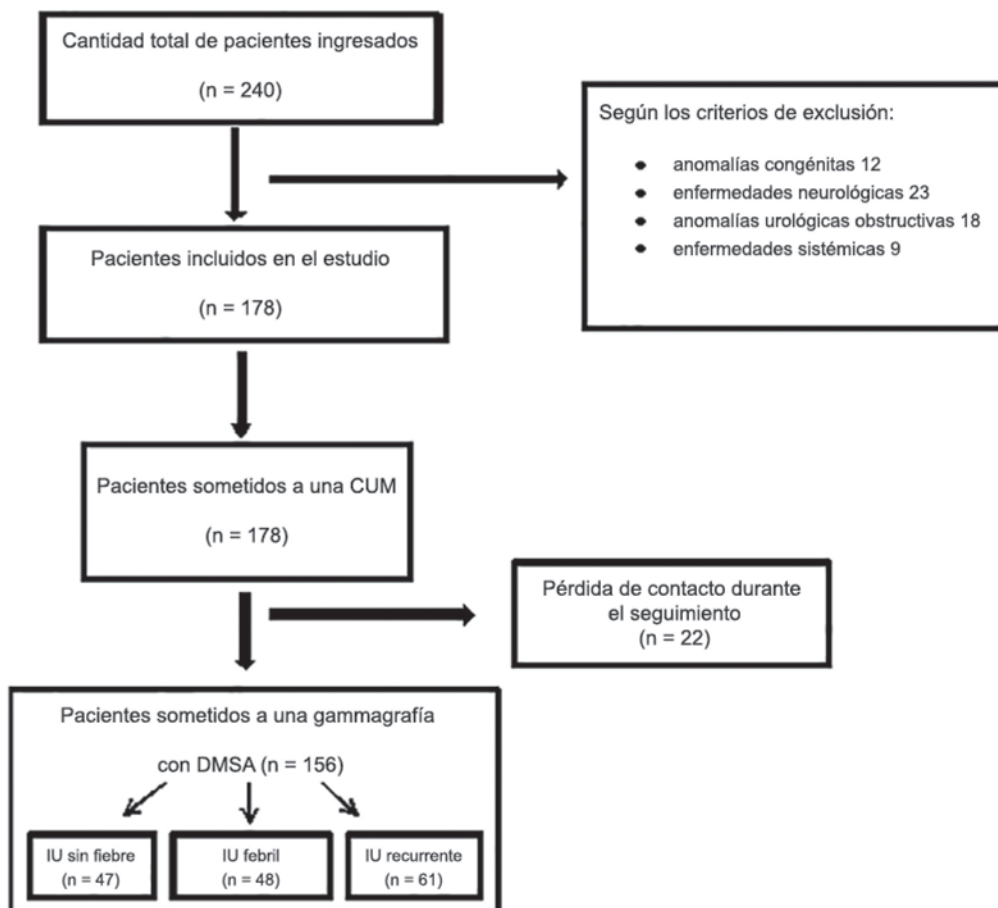 Cantidad total de pacientes ingresados
(n = 240)
Según los criterios de exclusión:
• anomalías congénitas 12
• enfermedades neurológicas 23
• anomalías urológicas obstructivas 18
• enfermedades sistémicas 9
Pacientes incluidos en el estudio
(n = 178)
Pacientes sometidos a una CUM
(n = 178)
Pérdida de contacto durante
el seguimiento
(n = 22)
Pacientes sometidos a una gammagrafía
con DMSA (n = 156)
IU sin fiebre
(n = 47)
IU febril
(n = 48)
IU recurrente
(n = 61)